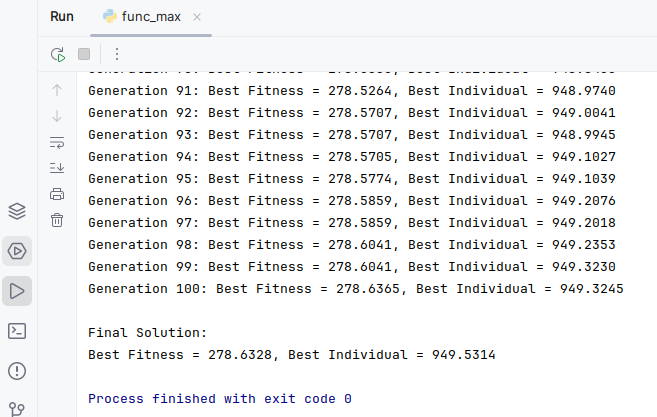 Run func_max
Generation 91: Best Fitness = 278.5264, Best Individual = 948.9740
Generation 92: Best Fitness = 278.5707, Best Individual = 949.0041
Generation 93: Best Fitness = 278.5707, Best Individual = 948.9945
Generation 94: Best Fitness = 278.5705, Best Individual = 949.1027
Generation 95: Best Fitness = 278.5774, Best Individual = 949.1039
Generation 96: Best Fitness = 278.5859, Best Individual = 949.2076
Generation 97: Best Fitness = 278.5859, Best Individual = 949.2018
Generation 98: Best Fitness = 278.6041, Best Individual = 949.2353
Generation 99: Best Fitness = 278.6041, Best Individual = 949.3230
Generation 100: Best Fitness = 278.6365, Best Individual = 949.3245
Final Solution:
Best Fitness = 278.6328, Best Individual = 949.5314
Process finished with exit code 0